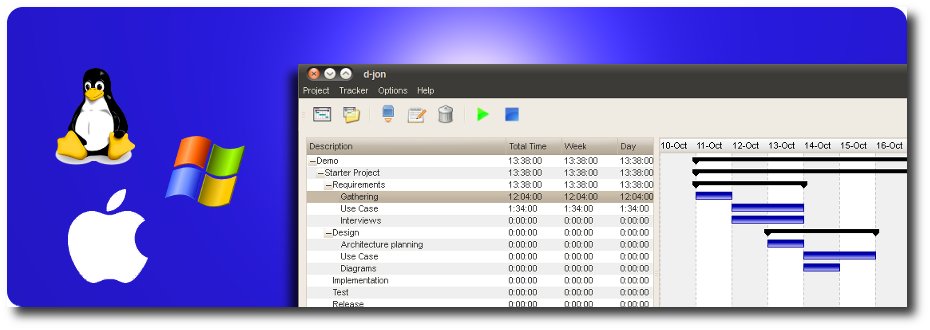 d-jon
Project Tracker Options Help
Description Total Time Week Day 10-Oct 11-Oct 12-Oct 13-Oct 14-Oct 15-Oct 16-Oct
Demo 13:38:00 13:38:00 13:38:00
Starter Project 13:38:00 13:38:00 13:38:00
Requirements 13:38:00 13:38:00 13:38:00
Gathering 12:04:00 12:04:00 12:04:00
Use Case 1:34:00 1:34:00 1:34:00
Interviews 0:00:00 0:00:00 0:00:00
Design 0:00:00 0:00:00 0:00:00
Architecture planning 0:00:00 0:00:00 0:00:00
Use Case 0:00:00 0:00:00 0:00:00
Diagrams 0:00:00 0:00:00 0:00:00
Implementation 0:00:00 0:00:00 0:00:00
Test 0:00:00 0:00:00 0:00:00
Release 0:00:00 0:00:00 0:00:00